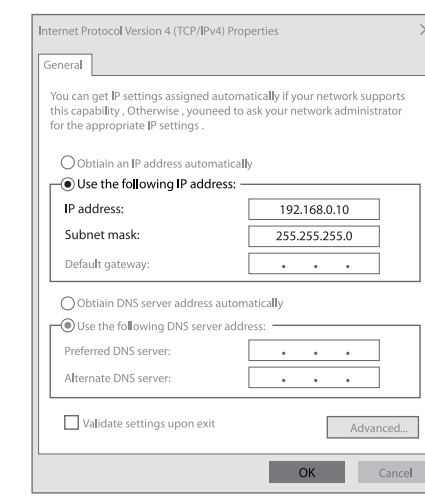 Internet Protocol Version 4 (TCP/IPv4) Properties
General
You can get IP settings assigned automatically if your network supports
this capability , Otherwise , youneed to ask your network administrator
for the appropriate IP settings .
Obtiain an IP address automatically
Use the following IP address:
IP address: 192.168.0.10
Subnet mask: 255.255.255.0
Default gateway: . . .
Obtiain DNS server address automatically
Use the following DNS server address:
Preferred DNS server: . . .
Alternate DNS server: . . .
Validate settings upon exit
Advanced...
OK Cancel